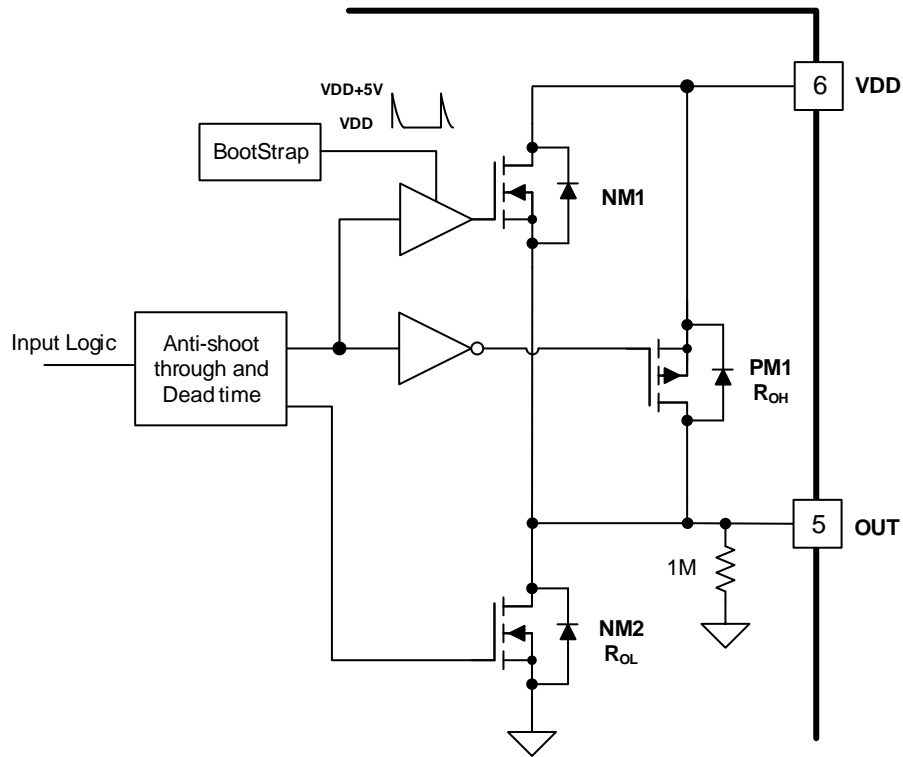 6
VDD
VDD+5V
VDD
BootStrap
NM1
Input Logic
Anti-shoot
through and
Dead time
PM1
ROH
5
OUT
1M
NM2
ROL